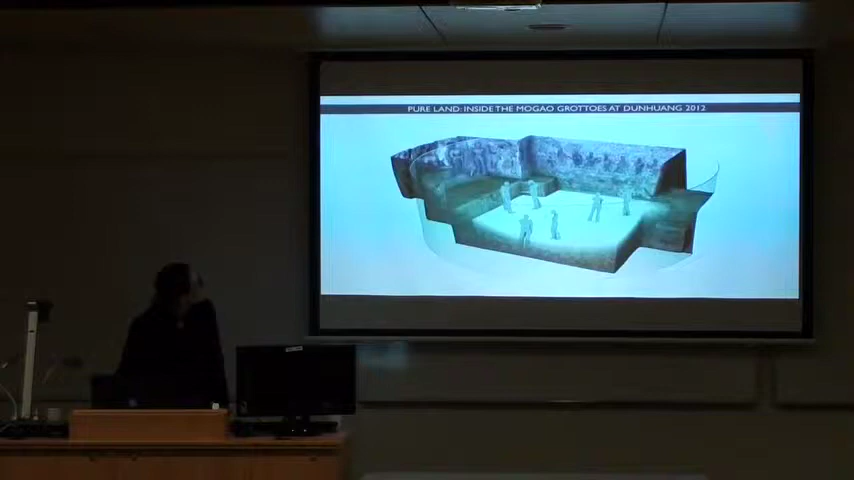 PURE LAND: INSIDE THE MOGAO GROTTOES AT DUNHUANG 2012